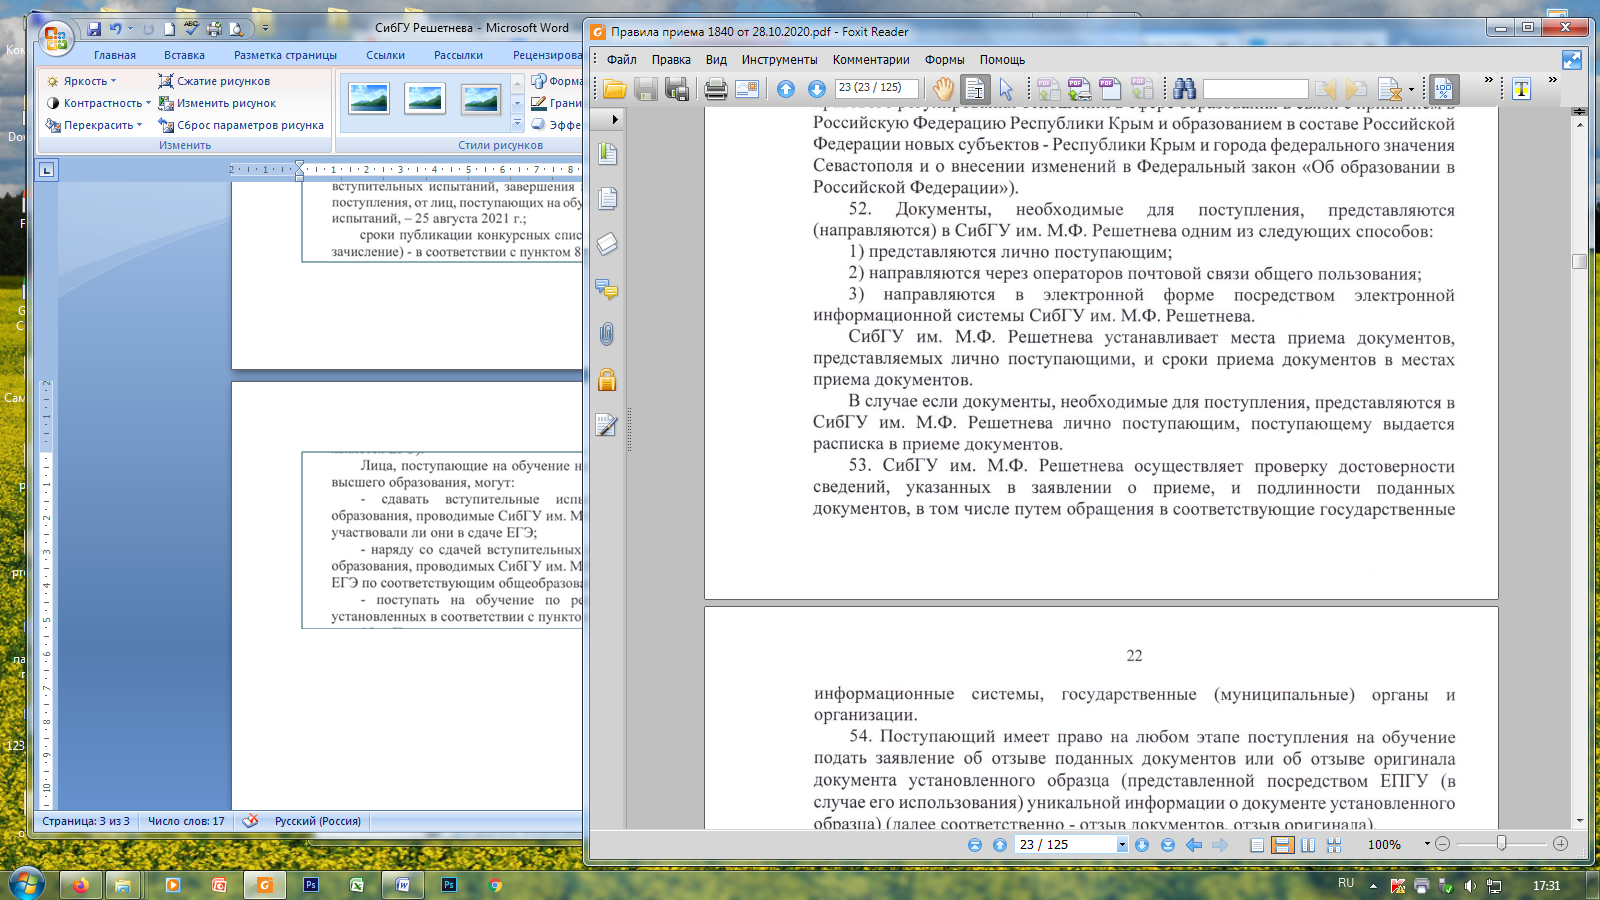 СибГУ Решетнева - Microsoft Word
Главная Вставка Разметка страницы Ссылки Рассылки
Яркость Сжатие рисунков
Контрастность Изменить рисунок
Перекрасить Сброс параметров рисунка
Изменить Стили рисунков
вступительных испытаний, завершения
поступления, от лиц, поступающих на
испытаний, – 25 августа 2021 г.;
сроки публикации конкурсных
зачисление) - в соответствии с пунктом 8
Лица, поступающие на обучение
высшего образования, могут:
- сдавать вступительные
образования, проводимые СибГУ им.
участвовали ли они в сдаче ЕГЭ;
- наряду со сдачей вступительных
образования, проводимых СибГУ им.
ЕГЭ по соответствующим
- поступать на обучение по
установленных в соответствии с
Страница: 3 из 3 Число слов: 17 Русский (Россия)
Правила приема 1840 от 28.10.2020.pdf - Foxit Reader
Файл Правка Вид Инструменты Комментарии Формы Помощь
23 (23 / 125)
Российскую Федерацию Республики Крым и образованием в составе Российской
Федерации новых субъектов - Республики Крым и города федерального значения
Севастополя и о внесении изменений в Федеральный закон «Об образовании в
Российской Федерации»).
52. Документы, необходимые для поступления, представляются
(направляются) в СибГУ им. М.Ф. Решетнева одним из следующих способов:
1) представляются лично поступающим;
2) направляются через операторов почтовой связи общего пользования;
3) направляются в электронной форме посредством электронной
информационной системы СибГУ им. М.Ф. Решетнева.
СибГУ им. М.Ф. Решетнева устанавливает места приема документов,
представляемых лично поступающими, и сроки приема документов в местах
приема документов.
В случае если документы, необходимые для поступления, представляются в
СибГУ им. М.Ф. Решетнева лично поступающим, поступающему выдается
расписка в приеме документов.
53. СибГУ им. М.Ф. Решетнева осуществляет проверку достоверности
сведений, указанных в заявлении о приеме, и подлинности поданных
документов, в том числе путем обращения в соответствующие государственные
22
информационные системы, государственные (муниципальные) органы и
организации.
54. Поступающий имеет право на любом этапе поступления на обучение
подать заявление об отзыве поданных документов или об отзыве оригинала
документа установленного образца (представленной посредством ЕПГУ (в
случае его использования) уникальной информации о документе установленного
образца) (далее соответственно - отзыв документов, отзыв оригинала).
23 / 125 100%
RU 17:31